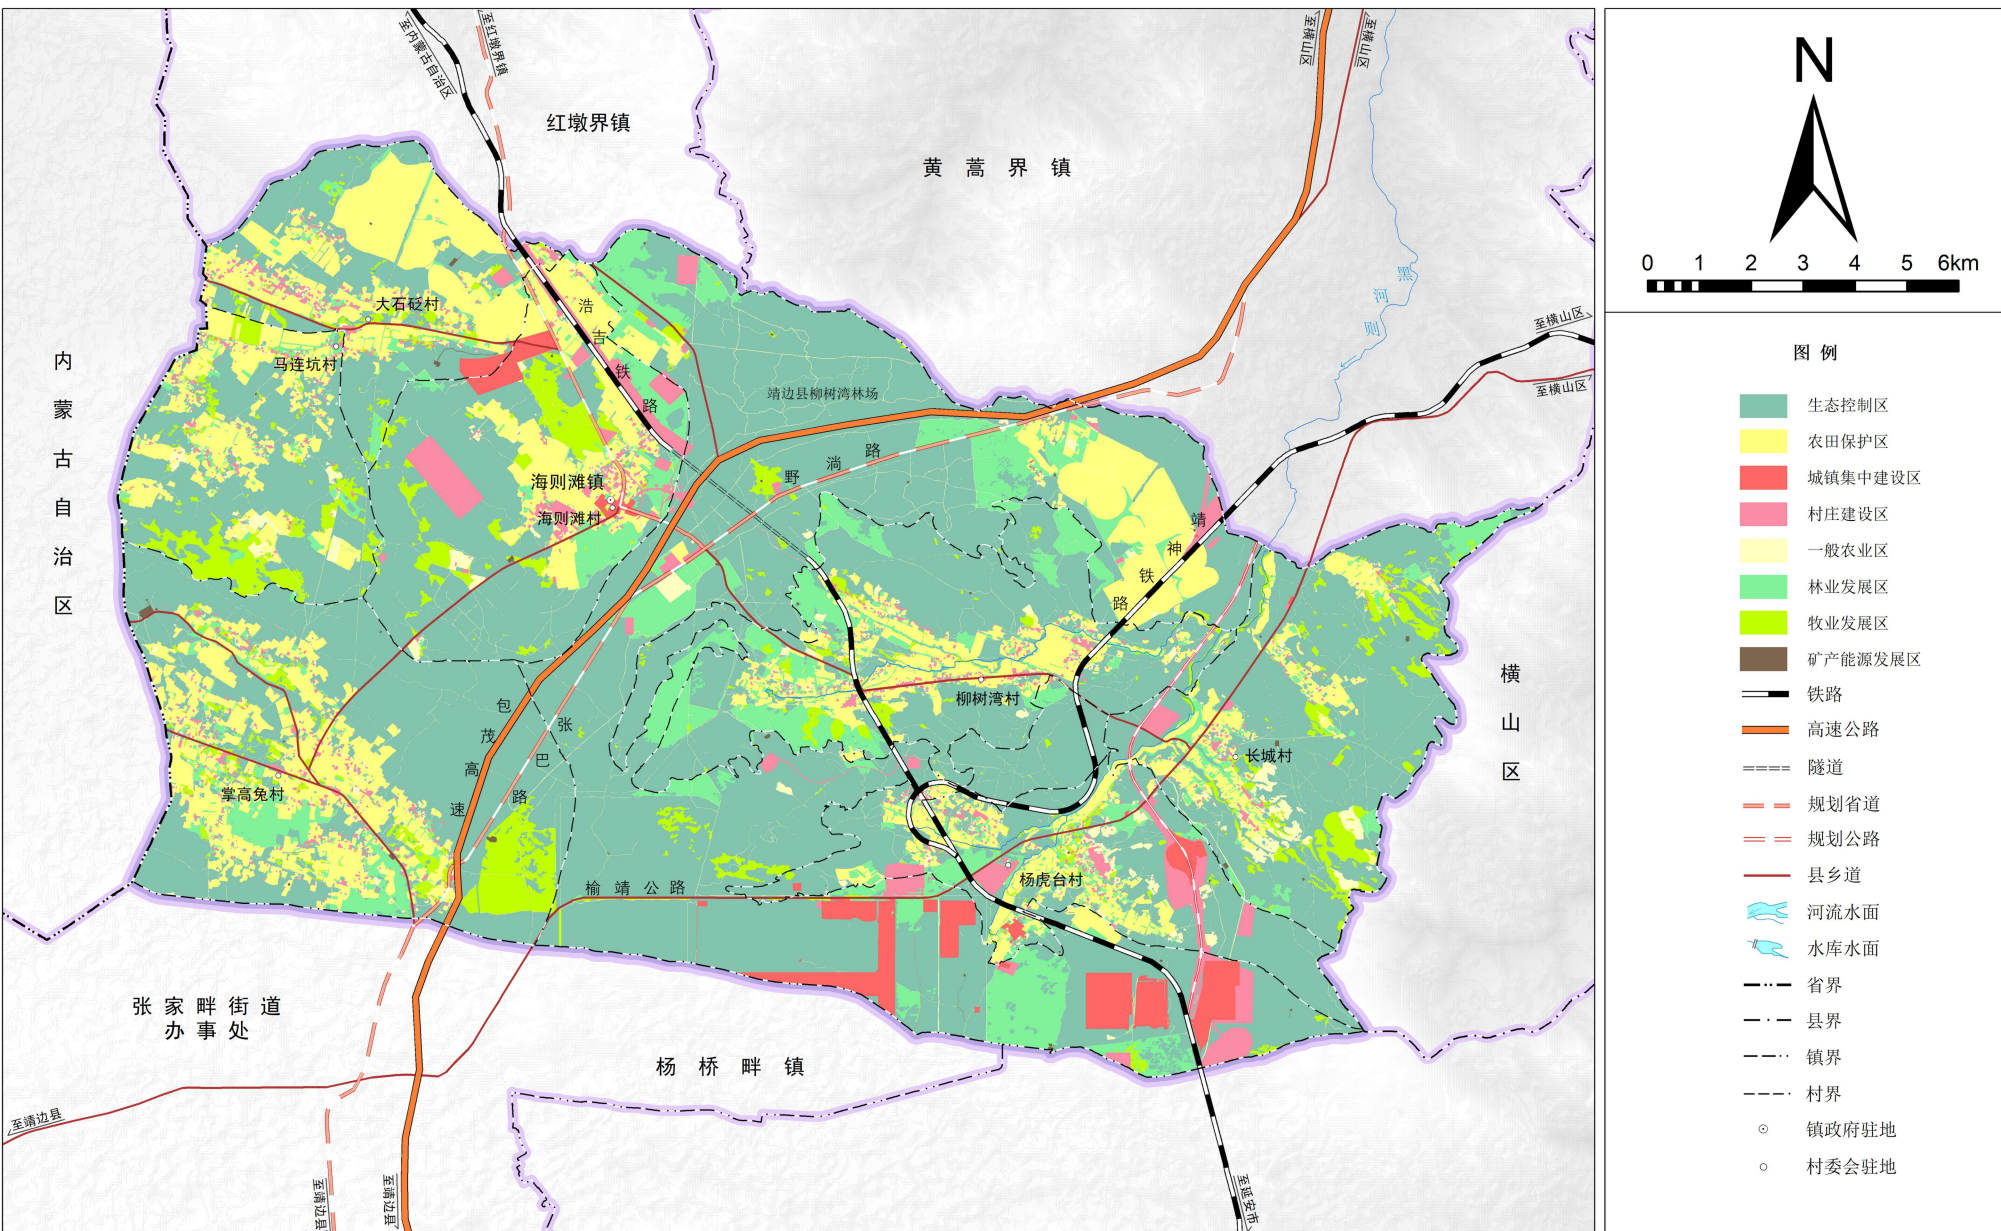 至内蒙古自治区
至红墩界镇
至横山区
至横山区
红墩界镇
黄蒿界镇
黑则河
大石砭村
马连坑村
浩吉铁路
靖边县柳树湾林场
至横山区
至横山区
内蒙古自治区
海则滩镇
海则滩村
野淌路
靖神铁路
柳树湾村
横山区
长城村
包茂高速
张巴路
掌高兔村
榆靖公路
杨虎台村
张家畔街道
办事处
杨桥畔镇
至靖边县
至靖边县
至靖边县
至延安市
N
0 1 2 3 4 5 6km
图例
生态控制区
农田保护区
城镇集中建设区
村庄建设区
一般农业区
林业发展区
牧业发展区
矿产能源发展区
铁路
高速公路
隧道
规划省道
规划公路
县乡道
河流水面
水库水面
省界
县界
镇界
村界
镇政府驻地
村委会驻地